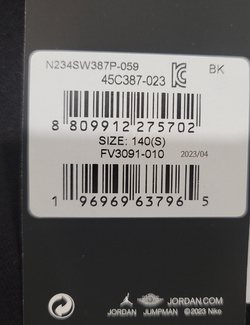 N234SW387P-059
45C387-023 BK
8 809912 275702
SIZE: 140(S)
FV3091-010 2023/04
1 96969 63796 5
JORDAN.COM
JORDAN JUMPMAN ©2023 Nike